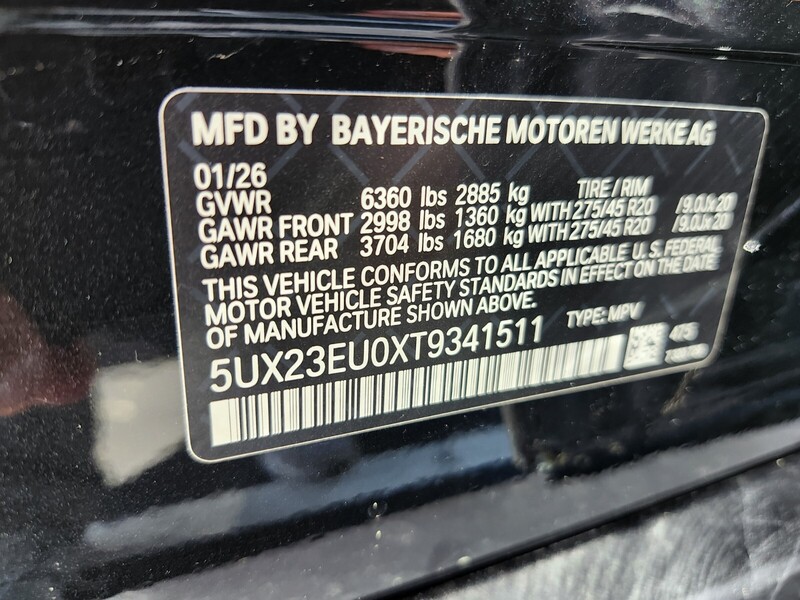 MFD BY BAYERISCHE MOTOREN WERKE AG
01/26 TIRE / RIM
GVWR 6360 lbs 2885 kg
GAWR FRONT 2998 lbs 1360 kg WITH 275/45 R20 / 9.0Jx20
GAWR REAR 3704 lbs 1680 kg WITH 275/45 R20 / 9.0Jx20
THIS VEHICLE CONFORMS TO ALL APPLICABLE U.S. FEDERAL
MOTOR VEHICLE SAFETY STANDARDS IN EFFECT ON THE DATE
OF MANUFACTURE SHOWN ABOVE.
5UX23EU0XT9341511 TYPE: MPV
475